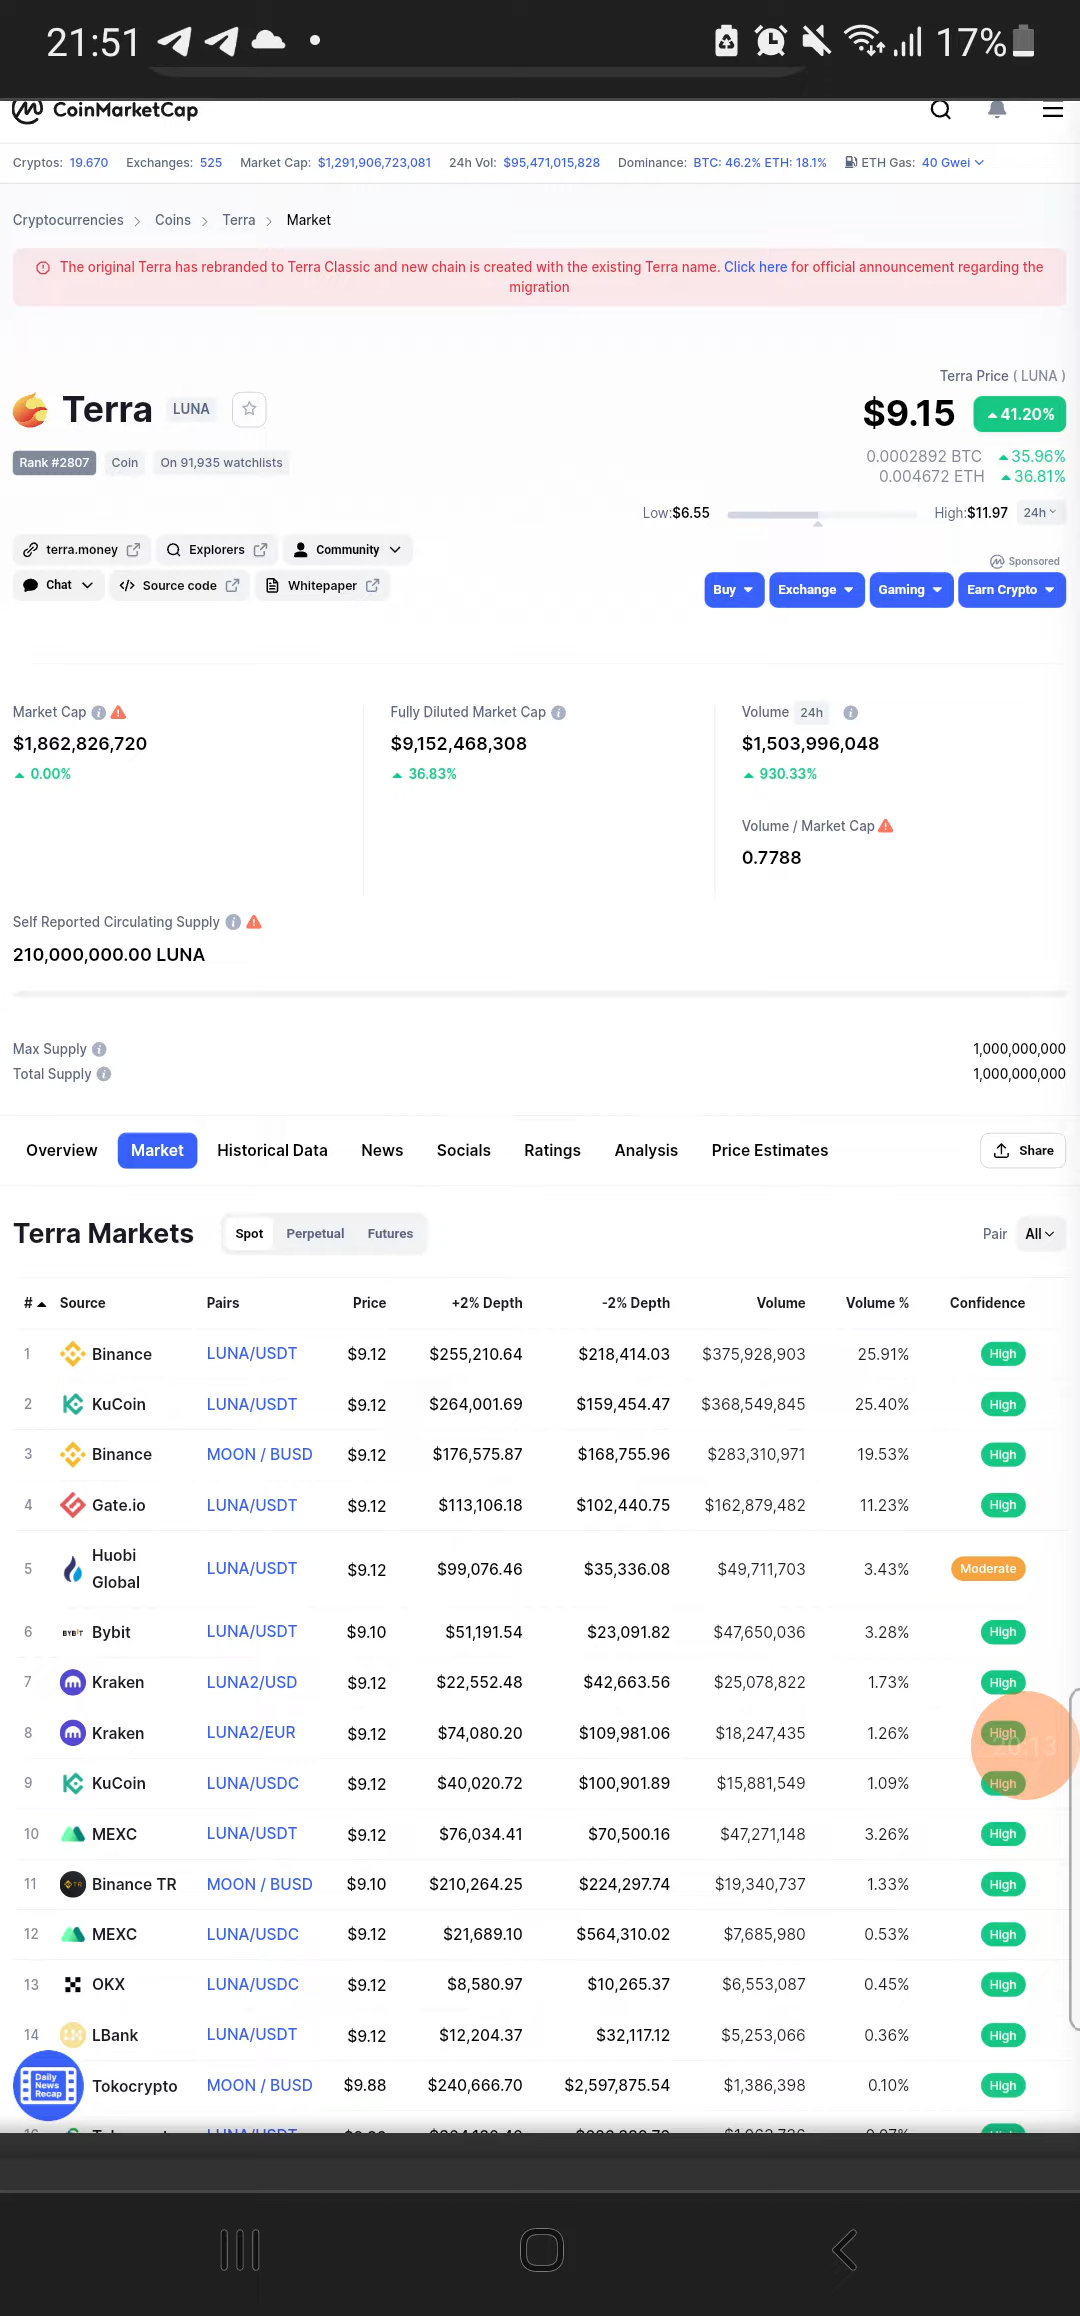 21:51 17%
CoinMarketCap
Cryptos: 19.670 Exchanges: 525 Market Cap: $1,291,906,723,081 24h Vol: $95,471,015,828 Dominance: BTC: 46.2% ETH: 18.1% ETH Gas: 40 Gwei
Cryptocurrencies Coins Terra Market
The original Terra has rebranded to Terra Classic and new chain is created with the existing Terra name. Click here for official announcement regarding the
migration
Terra Price ( LUNA )
Terra LUNA $9.15 41.20%
0.0002892 BTC 35.96%
Rank #2807 Coin On 91,935 watchlists
0.004672 ETH 36.81%
Low:$6.55 High:$11.97 24h
terra.money Explorers Community
Sponsored
Chat Source code Whitepaper Buy Exchange Gaming Earn Crypto
Market Cap Fully Diluted Market Cap Volume 24h
$1,862,826,720 $9,152,468,308 $1,503,996,048
0.00% 36.83% 930.33%
Volume / Market Cap
0.7788
Self Reported Circulating Supply
210,000,000.00 LUNA
Max Supply 1,000,000,000
Total Supply 1,000,000,000
Overview Market Historical Data News Socials Ratings Analysis Price Estimates Share
Terra Markets Spot Perpetual Futures Pair All
# Source Pairs Price +2% Depth -2% Depth Volume Volume % Confidence
1 Binance LUNA/USDT $9.12 $255,210.64 $218,414.03 $375,928,903 25.91% High
2 KuCoin LUNA/USDT $9.12 $264,001.69 $159,454.47 $368,549,845 25.40% High
3 Binance MOON / BUSD $9.12 $176,575.87 $168,755.96 $283,310,971 19.53% High
4 Gate.io LUNA/USDT $9.12 $113,106.18 $102,440.75 $162,879,482 11.23% High
5 Huobi Global LUNA/USDT $9.12 $99,076.46 $35,336.08 $49,711,703 3.43% Moderate
6 BYBIT Bybit LUNA/USDT $9.10 $51,191.54 $23,091.82 $47,650,036 3.28% High
7 Kraken LUNA2/USD $9.12 $22,552.48 $42,663.56 $25,078,822 1.73% High
8 Kraken LUNA2/EUR $9.12 $74,080.20 $109,981.06 $18,247,435 1.26% High
20:13
9 KuCoin LUNA/USDC $9.12 $40,020.72 $100,901.89 $15,881,549 1.09% High
10 MEXC LUNA/USDT $9.12 $76,034.41 $70,500.16 $47,271,148 3.26% High
11 Binance TR MOON / BUSD $9.10 $210,264.25 $224,297.74 $19,340,737 1.33% High
12 MEXC LUNA/USDC $9.12 $21,689.10 $564,310.02 $7,685,980 0.53% High
13 OKX LUNA/USDC $9.12 $8,580.97 $10,265.37 $6,553,087 0.45% High
14 LBank LUNA/USDT $9.12 $12,204.37 $32,117.12 $5,253,066 0.36% High
Daily News Recap Tokocrypto MOON / BUSD $9.88 $240,666.70 $2,597,875.54 $1,386,398 0.10% High